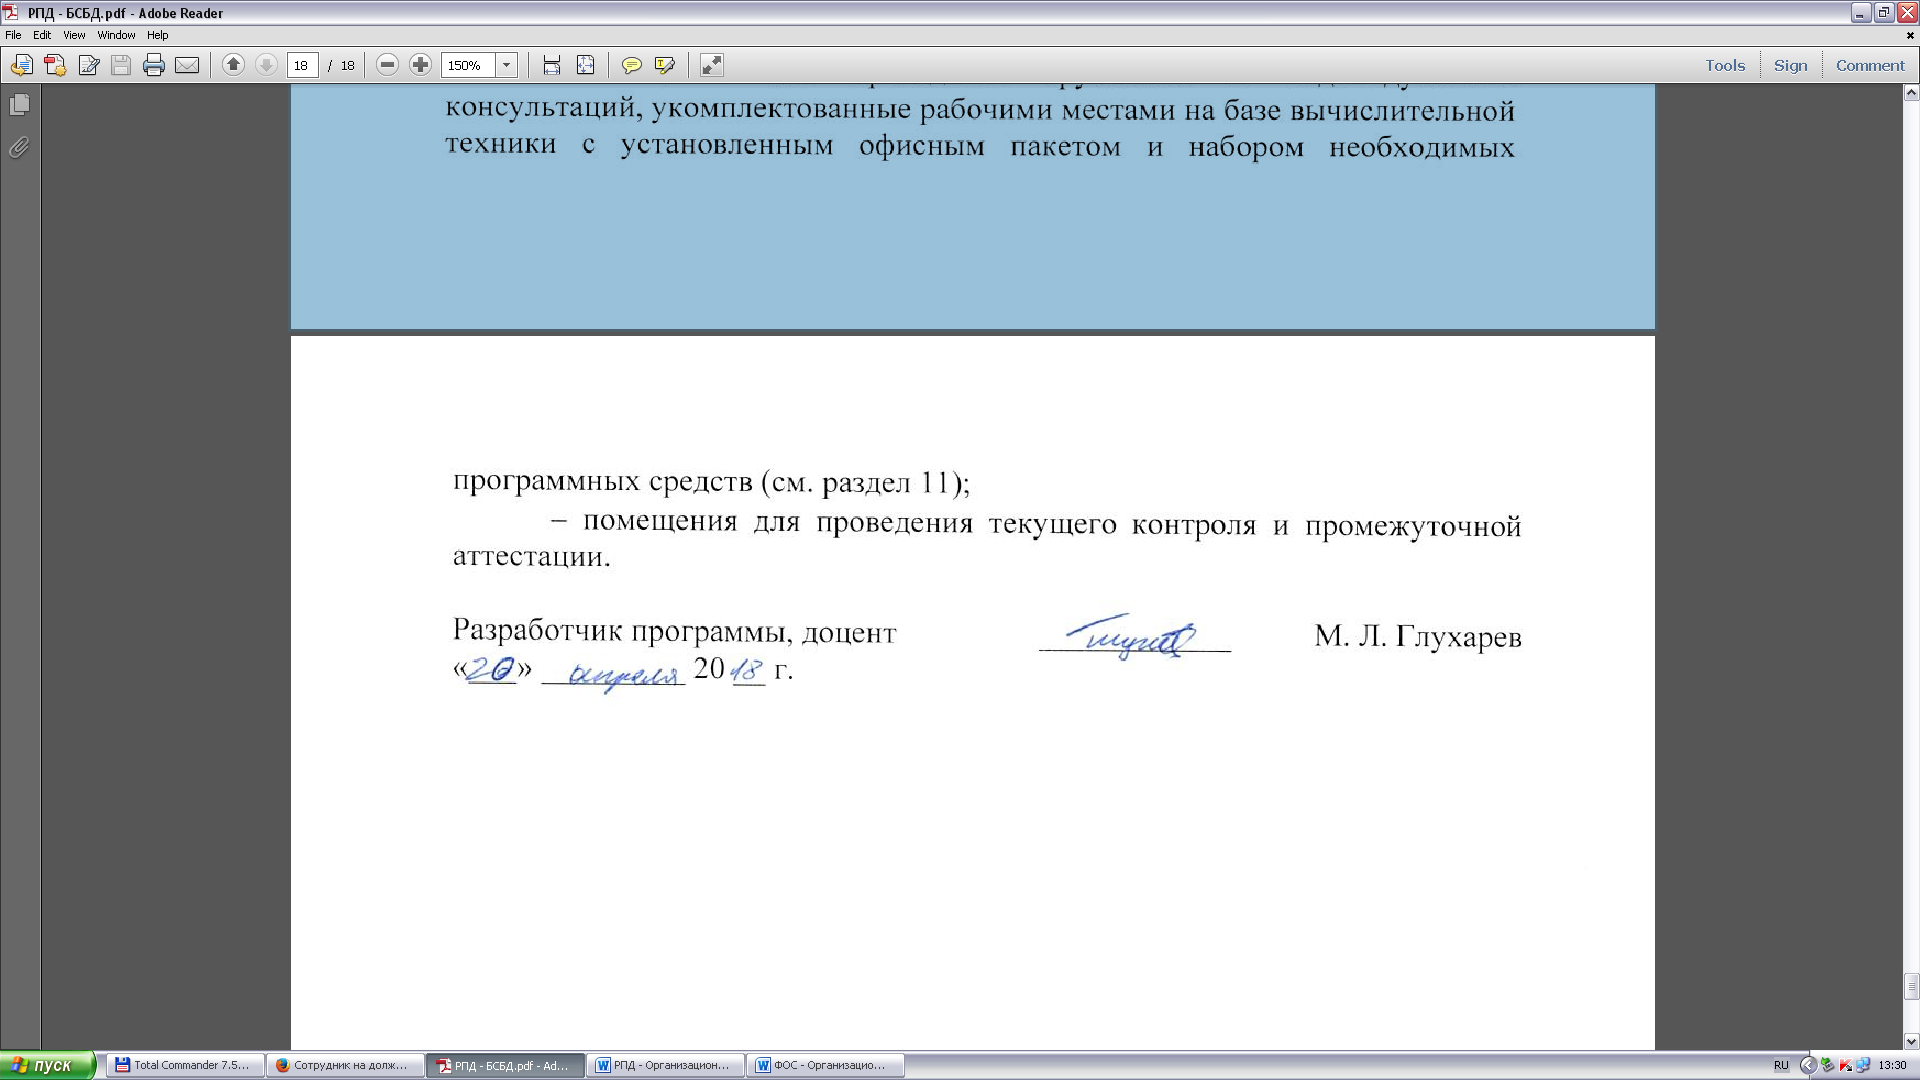 РПД - БСБД.pdf - Adobe Reader
File Edit View Window Help
18 / 18 150% Tools Sign Comment
консультаций, укомплектованные рабочими местами на базе вычислительной
техники с установленным офисным пакетом и набором необходимых
программных средств (см. раздел 11);
– помещения для проведения текущего контроля и промежуточной
аттестации.
Разработчик программы, доцент М. Л. Глухарев
«20» апреля 2018 г.
пуск Total Commander 7.5... Сотрудник на долж... РПД - БСБД.pdf - Ad... РПД - Организацион... ФОС - Организацио... RU 13:30